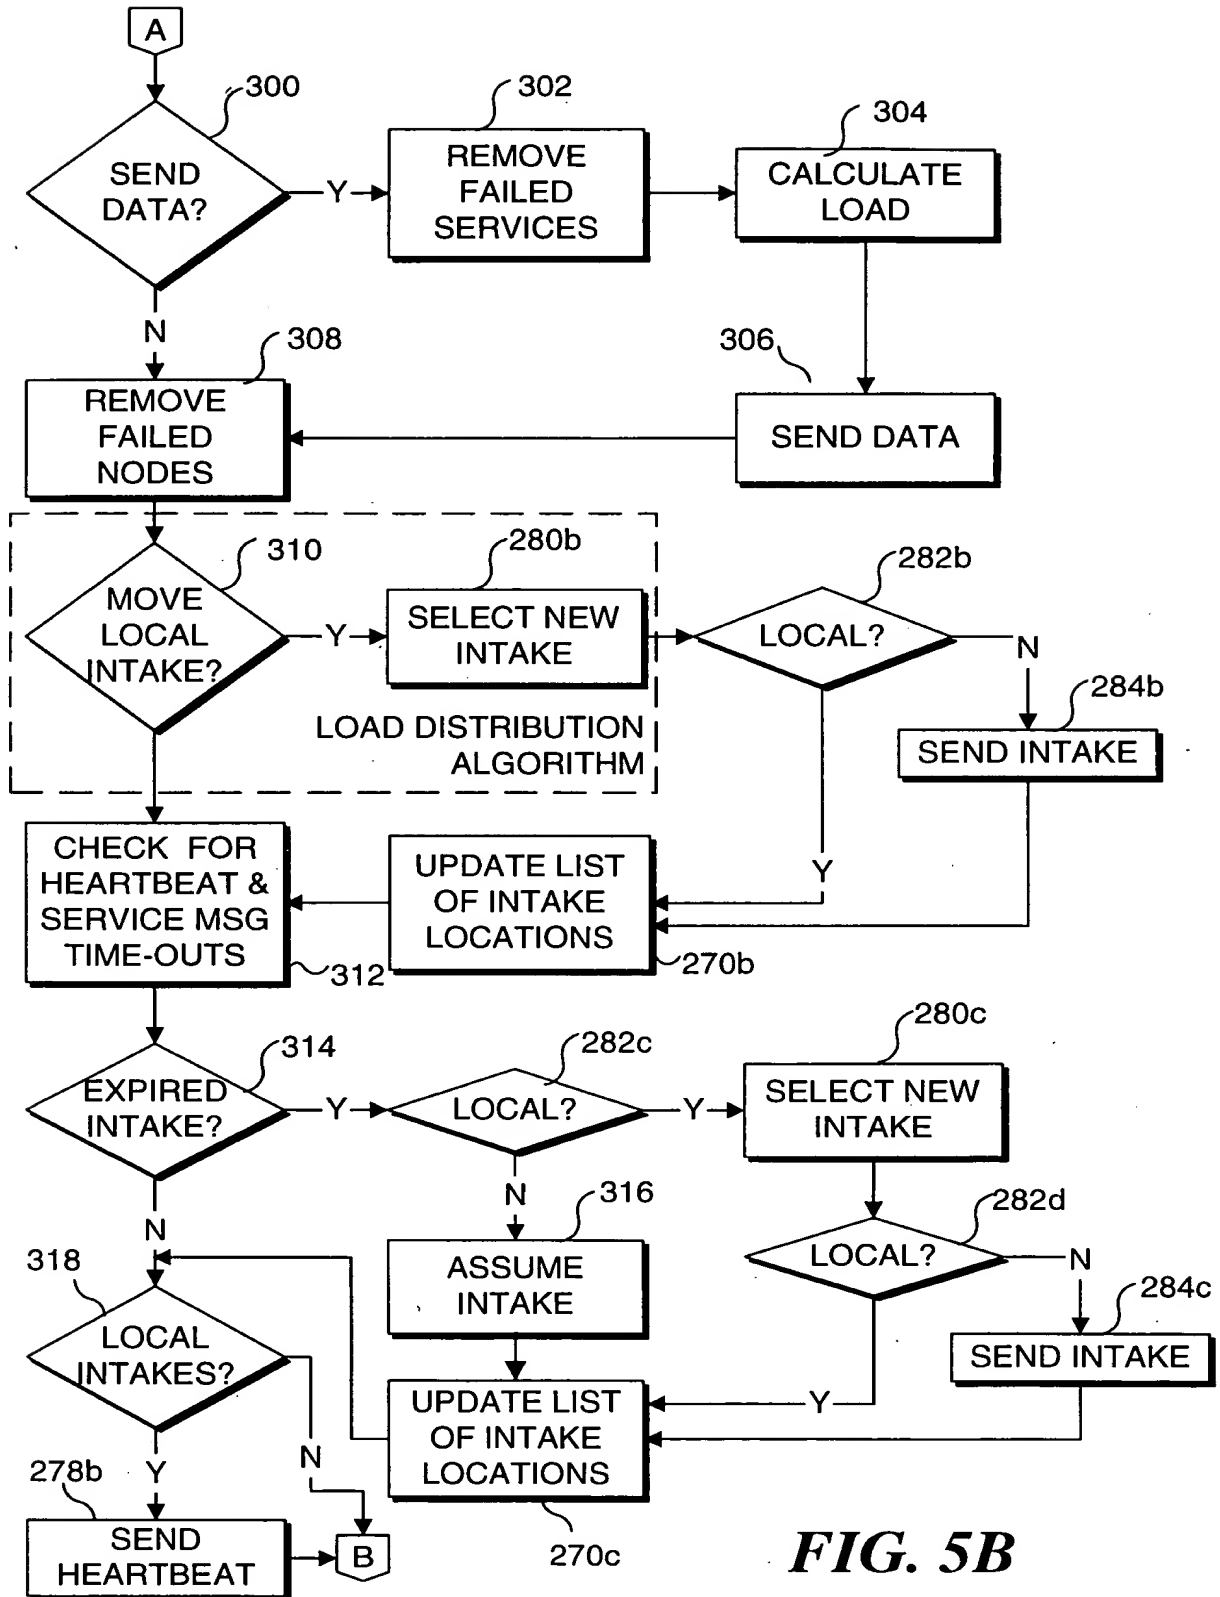 A
300
302
304
SEND
DATA?
Y
REMOVE
FAILED
SERVICES
CALCULATE
LOAD
N
308
306
REMOVE
FAILED
NODES
SEND DATA
310
280b
282b
MOVE
LOCAL
INTAKE?
Y
SELECT NEW
INTAKE
LOCAL?
N
284b
LOAD DISTRIBUTION
ALGORITHM
SEND INTAKE
CHECK FOR
HEARTBEAT &
SERVICE MSG
TIME-OUTS
312
UPDATE LIST
OF INTAKE
LOCATIONS
270b
Y
314
282c
280c
EXPIRED
INTAKE?
Y
LOCAL?
Y
SELECT NEW
INTAKE
N
N
316
282d
318
ASSUME
INTAKE
LOCAL?
N
284c
LOCAL
INTAKES?
SEND INTAKE
UPDATE LIST
OF INTAKE
LOCATIONS
Y
N
278b
Y
270c
SEND
HEARTBEAT
B
FIG. 5B